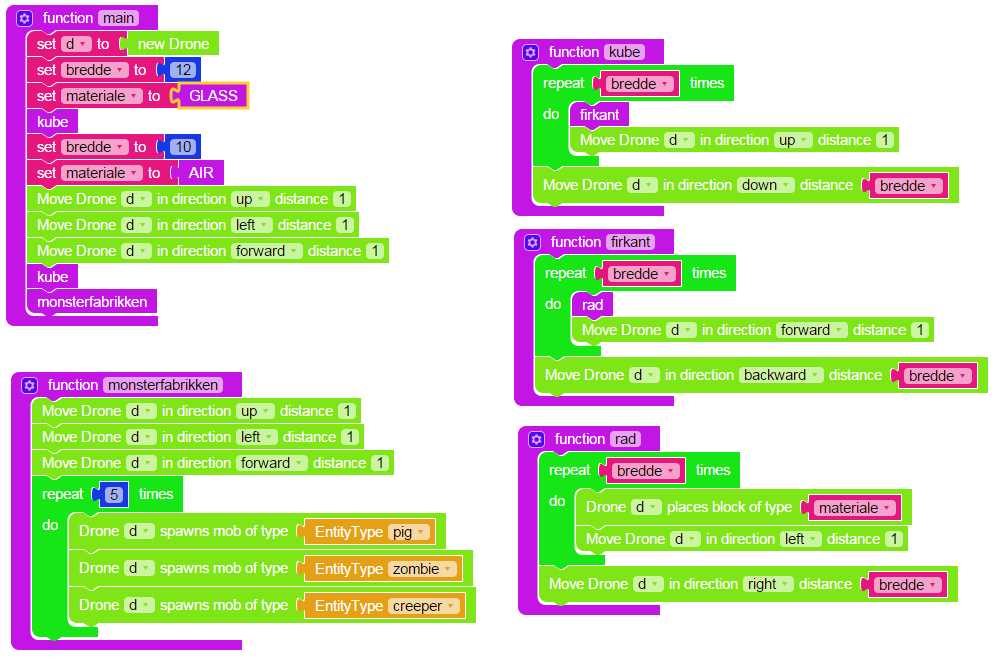 function main
set d to new Drone
set bredde to 12
set materiale to GLASS
kube
set bredde to 10
set materiale to AIR
Move Drone d in direction up distance 1
Move Drone d in direction left distance 1
Move Drone d in direction forward distance 1
kube
monsterfabrikken
function monsterfabrikken
Move Drone d in direction up distance 1
Move Drone d in direction left distance 1
Move Drone d in direction forward distance 1
repeat 5 times
do Drone d spawns mob of type EntityType pig
Drone d spawns mob of type EntityType zombie
Drone d spawns mob of type EntityType creeper
function kube
repeat bredde times
do firkant
Move Drone d in direction up distance 1
Move Drone d in direction down distance bredde
function firkant
repeat bredde times
do rad
Move Drone d in direction forward distance 1
Move Drone d in direction backward distance bredde
function rad
repeat bredde times
do Drone d places block of type materiale
Move Drone d in direction left distance 1
Move Drone d in direction right distance bredde